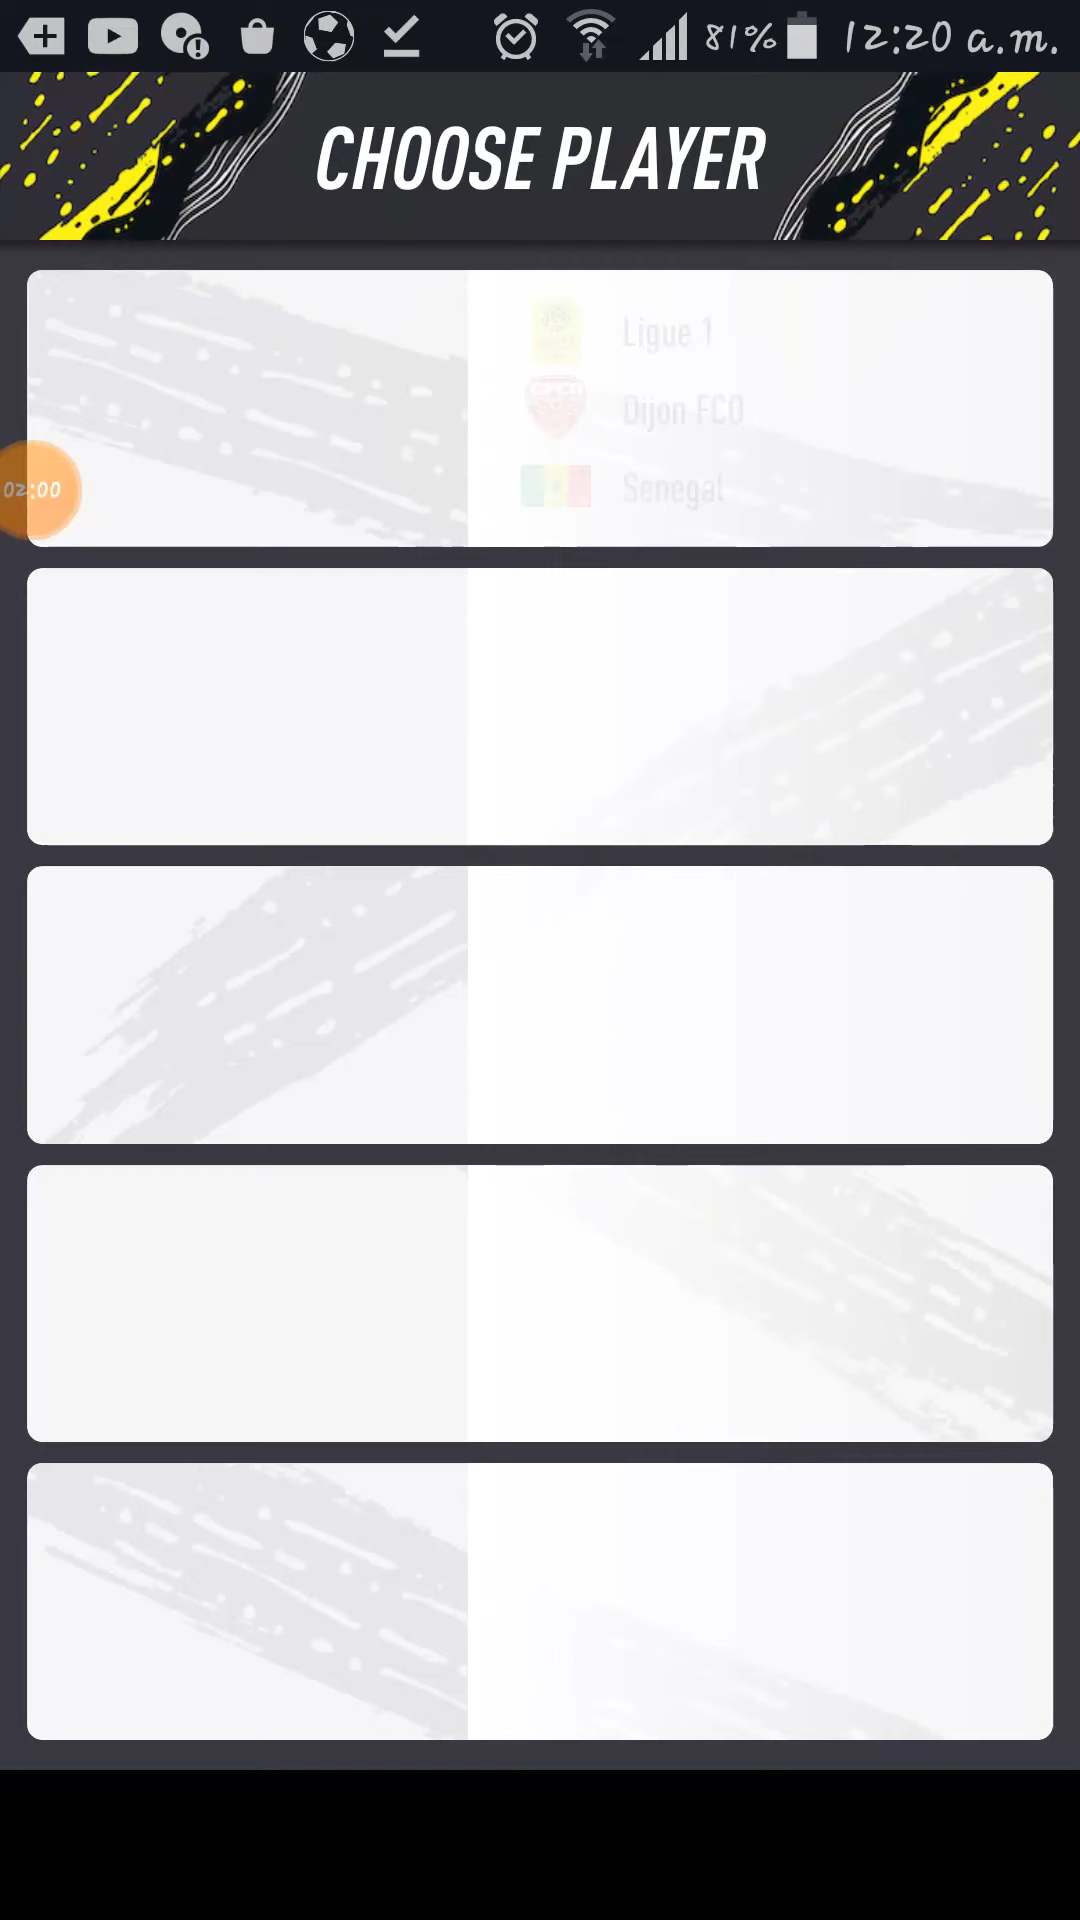 81% 12:20 a.m.
CHOOSE PLAYER
Ligue 1
Dijon FCO
02:00
Senegal